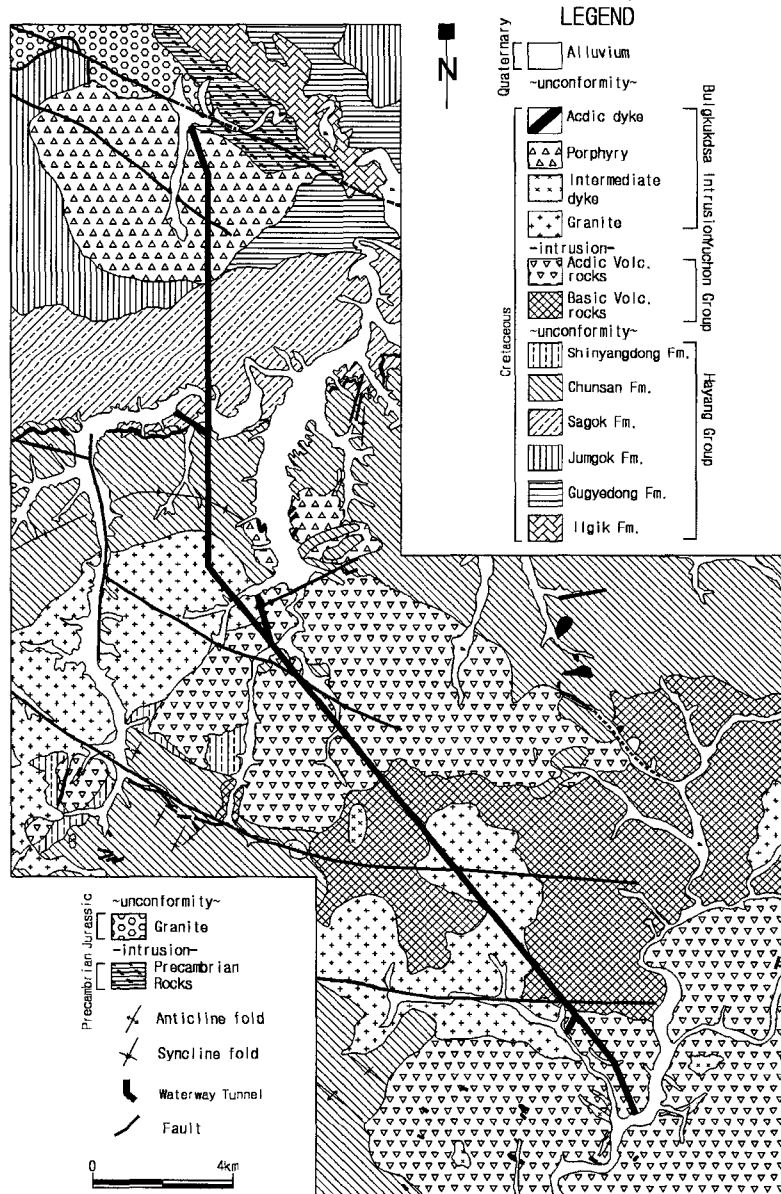 LEGEND
N
Quaternary
Alluvium
~unconformity~
Cretaceous
Acdic dyke
Porphyry
Intermediate
dyke
Granite
Bulgkukdsa Intrusion
-intrusion-
Acdic Volc.
rocks
Basic Volc.
rocks
Yuchon Group
~unconformity~
Shinyangdong Fm.
Chunsan Fm.
Sagok Fm.
Jumgok Fm.
Gugyedong Fm.
Ilgik Fm.
Hayang Group
~unconformity~
Precambrian Jurassic
Granite
-intrusion-
Precambrian
Rocks
Anticline fold
Syncline fold
Waterway Tunnel
Fault
0 4km